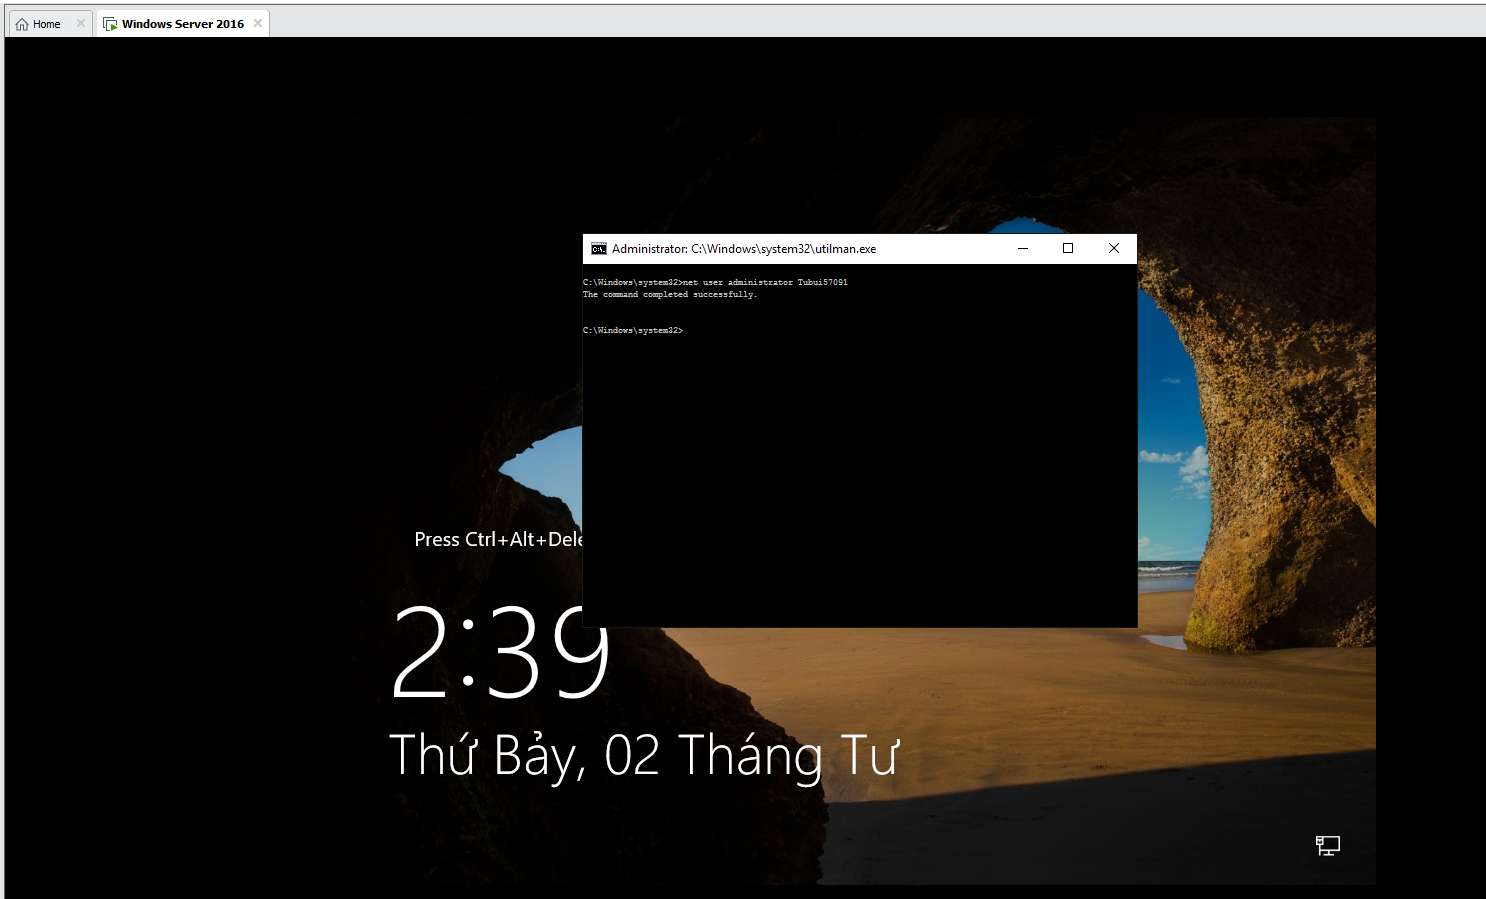 Home
Windows Server 2016
Administrator: C:\Windows\system32\utilman.exe
C:\Windows\system32>net user administrator Tubui57091
The command completed successfully.
C:\Windows\system32>
Press Ctrl+Alt+Dele
2:39
Thứ Bảy, 02 Tháng Tư